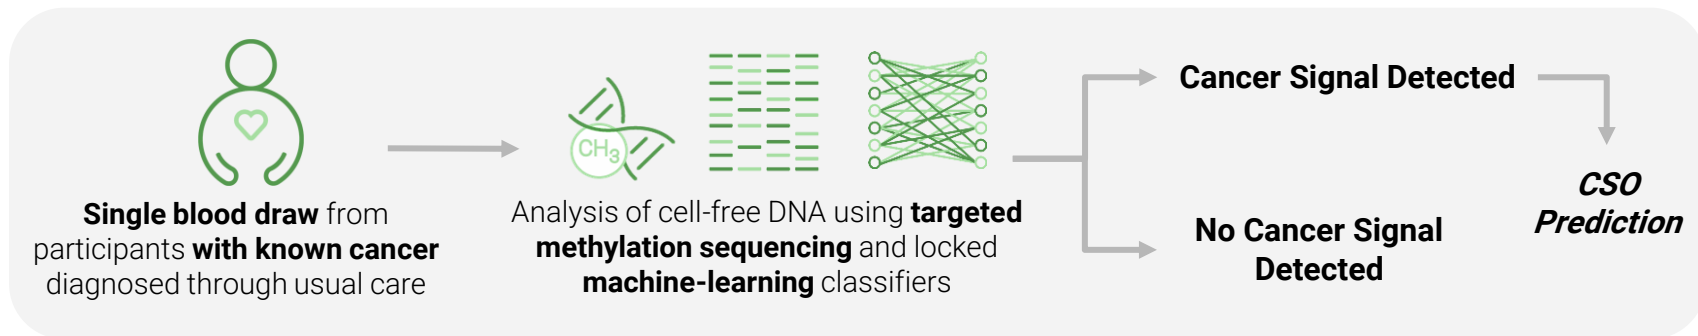 Single blood draw from
participants with known cancer
diagnosed through usual care
CH3
Analysis of cell-free DNA using targeted
methylation sequencing and locked
machine-learning classifiers
Cancer Signal Detected
No Cancer Signal
Detected
CSO
Prediction